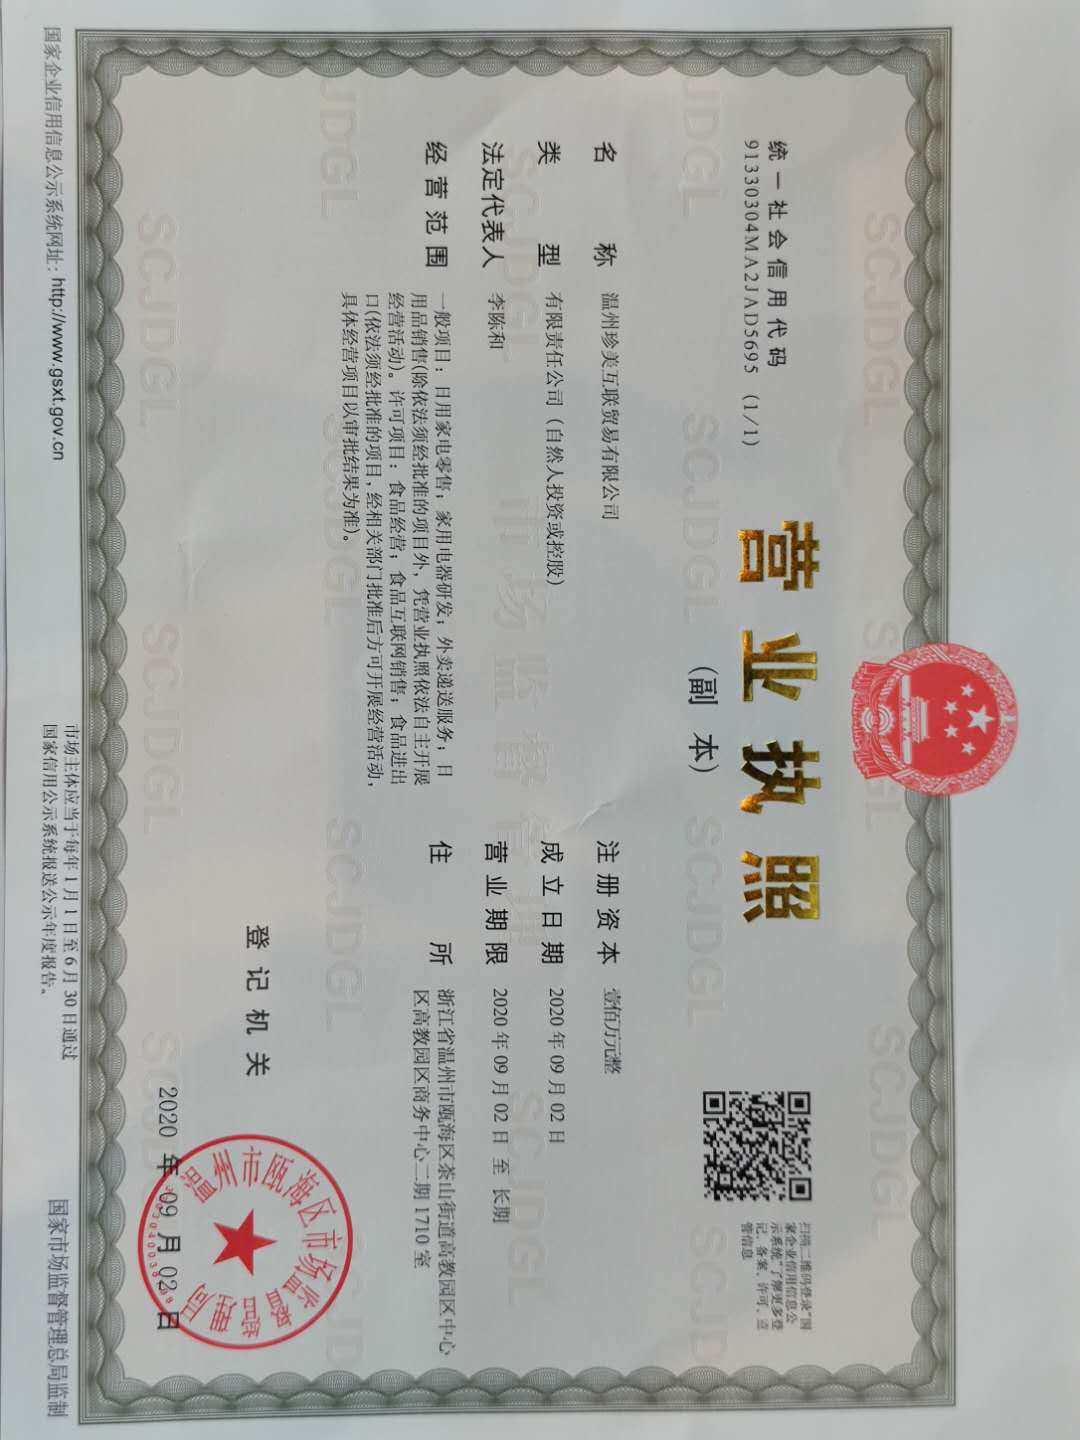 统一社会信用代码
91330304MA2JAD5695 (1/1)
营业执照
(副 本)
扫描二维码登录“国
家企业信用信息公
示系统”了解更多登
记、备案、许可、监
管信息
名称 温州珍美互联贸易有限公司
类型 有限责任公司（自然人投资或控股）
法定代表人 李陈和
经营范围 一般项目：日用家电零售；家用电器研发；外卖递送服务；日
用品销售(除依法须经批准的项目外，凭营业执照依法自主开展
经营活动)。许可项目：食品经营；食品互联网销售；食品进出
口(依法须经批准的项目，经相关部门批准后方可开展经营活动，
具体经营项目以审批结果为准)。
注册资本 壹佰万元整
成立日期 2020年09月02日
营业期限 2020年09月02日 至 长期
住所 浙江省温州市瓯海区茶山街道高教园区中心
区高教园区商务中心二期1710室
登记机关
温州市瓯海区市场监督管理局
2020 年 09 月 02 日
国家企业信用信息公示系统网址：http://www.gsxt.gov.cn
市场主体应当于每年1月1日至6月30日通过
国家信用公示系统报送公示年度报告。
国家市场监督管理总局监制